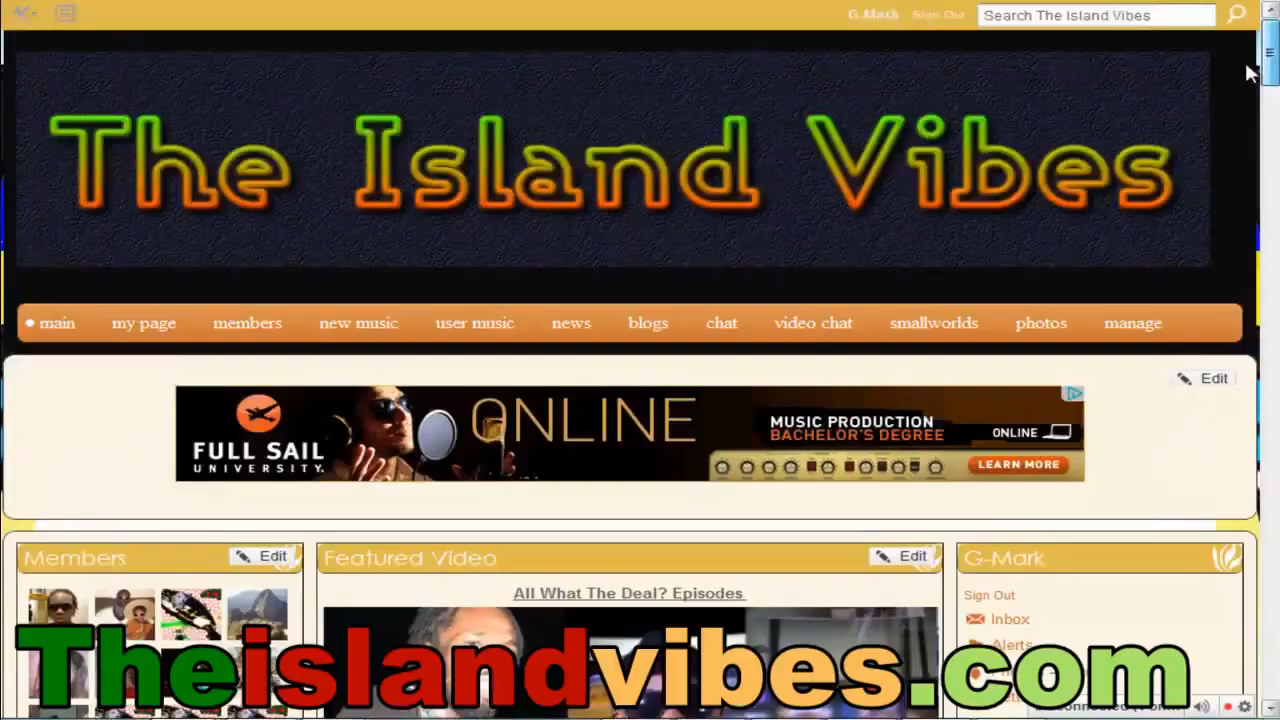 G-Mark Sign Out Search The Island Vibes
The Island Vibes
main my page members new music user music news blogs chat video chat smallworlds photos manage
Edit
FULL SAIL
UNIVERSITY.
ONLINE
MUSIC PRODUCTION
BACHELOR'S DEGREE
ONLINE
LEARN MORE
Members Edit Featured Video Edit G-Mark
All What The Deal? Episodes
Sign Out
Inbox
Alerts
Theislandvibes.com